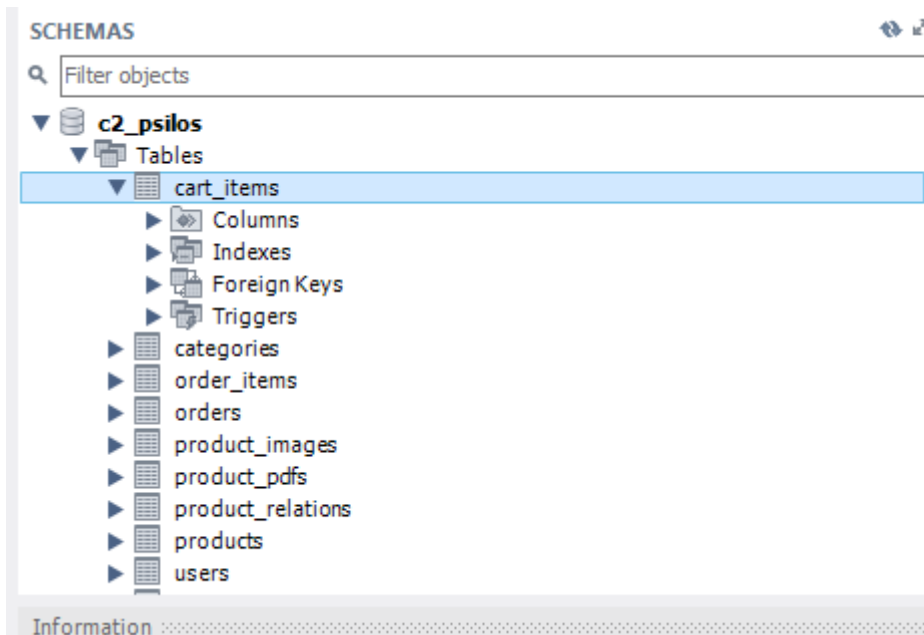 SCHEMAS
Filter objects
c2_psilos
Tables
cart_items
Columns
Indexes
Foreign Keys
Triggers
categories
order_items
orders
product_images
product_pdfs
product_relations
products
users
Information